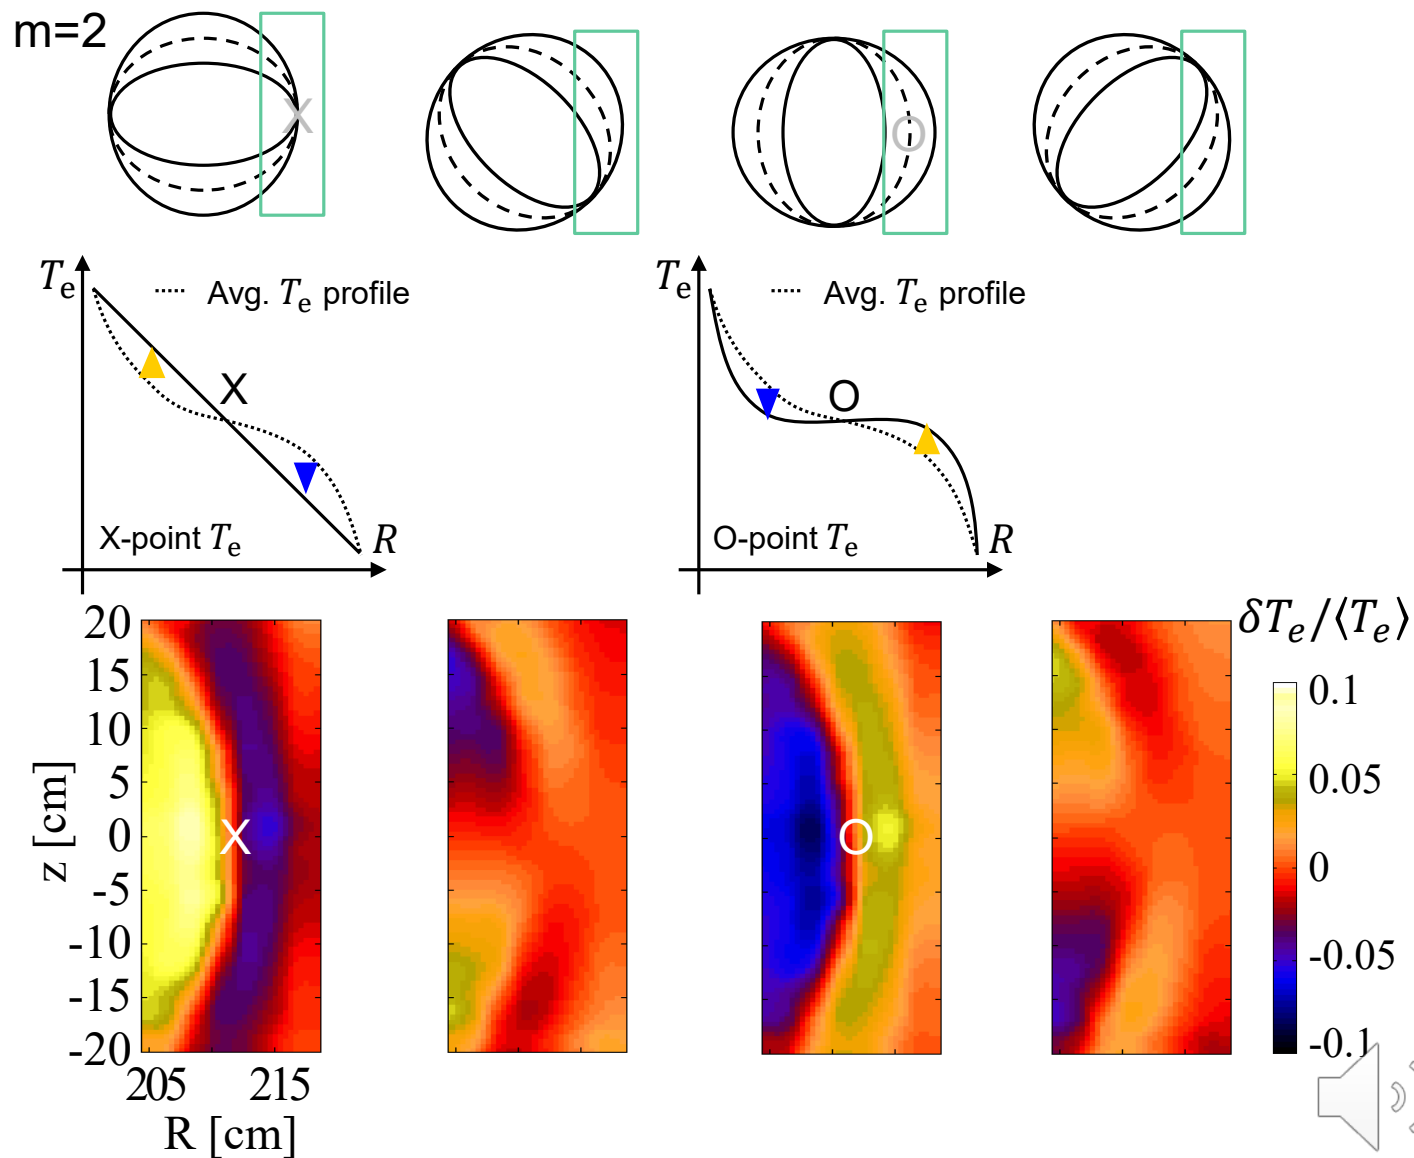 m=2
X
O
Tₑ
Avg. Tₑ profile
X
X-point Tₑ
R
Tₑ
Avg. Tₑ profile
O
O-point Tₑ
R
δTₑ/⟨Tₑ⟩
20
15
10
5
0
-5
-10
-15
-20
z [cm]
X
O
205
215
R [cm]
0.1
0.05
0
-0.05
-0.1